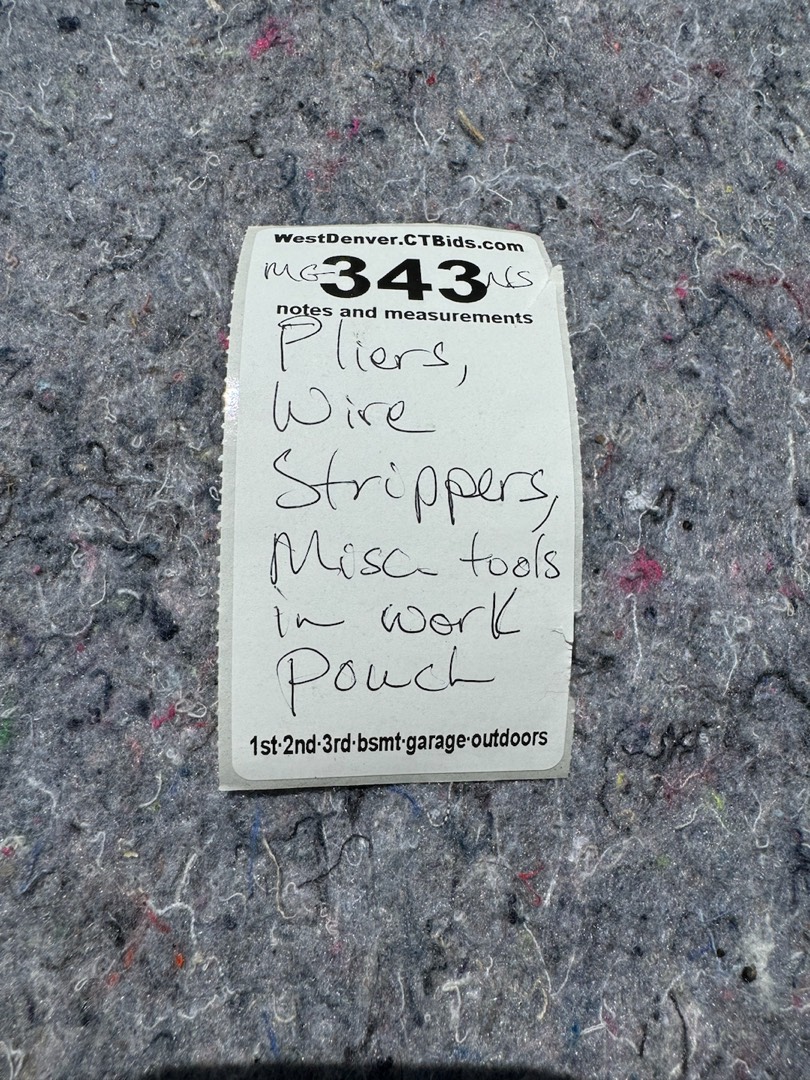 WestDenver.CTBids.com
MG-343 NS
notes and measurements
Pliers,
Wire
Strippers,
Misc tools
in work
Pouch
1st·2nd·3rd·bsmt·garage·outdoors